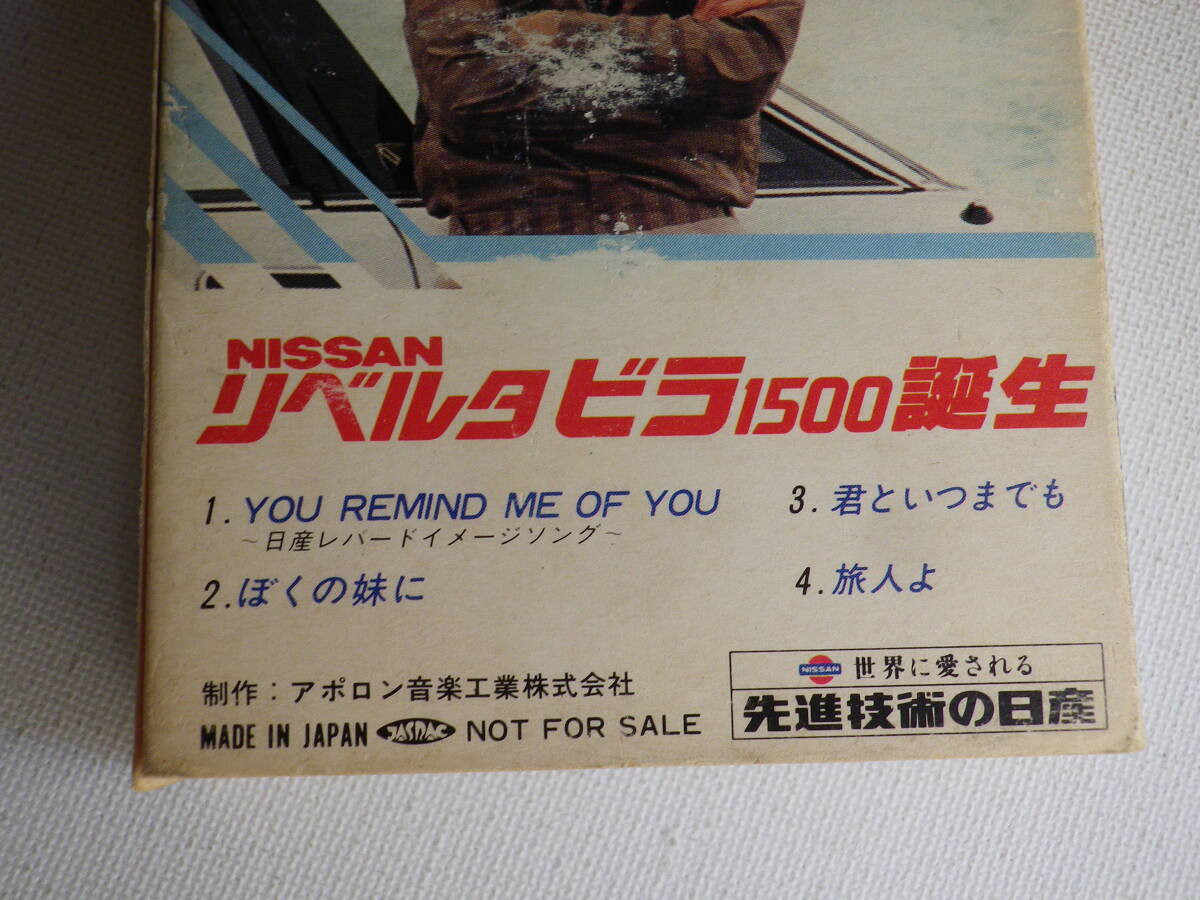 NISSAN
リベルタビラ1500誕生
1. YOU REMIND ME OF YOU
～日産レパードイメージソング～
2. ぼくの妹に
3. 君といつまでも
4. 旅人よ
制作：アポロン音楽工業株式会社
MADE IN JAPAN JASRAC NOT FOR SALE
NISSAN 世界に愛される
先進技術の日産